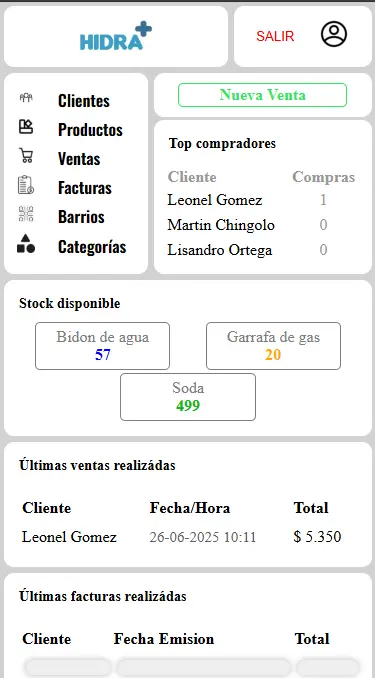 HIDRA+
SALIR
Clientes
Productos
Ventas
Facturas
Barrios
Categorías
Nueva Venta
Top compradores
Cliente Compras
Leonel Gomez 1
Martin Chingolo 0
Lisandro Ortega 0
Stock disponible
Bidon de agua
57
Garrafa de gas
20
Soda
499
Últimas ventas realizádas
Cliente Fecha/Hora Total
Leonel Gomez 26-06-2025 10:11 $ 5.350
Últimas facturas realizádas
Cliente Fecha Emision Total